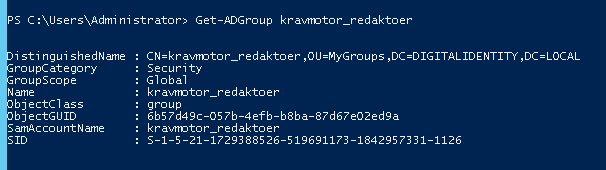 PS C:\Users\Administrator> Get-ADGroup kravmotor_redaktoer
DistinguishedName : CN=kravmotor_redaktoer,OU=MyGroups,DC=DIGITALIDENTITY,DC=LOCAL
GroupCategory : Security
GroupScope : Global
Name : kravmotor_redaktoer
ObjectClass : group
ObjectGUID : 6b57d49c-057b-4efb-b8ba-87d67e02ed9a
SamAccountName : kravmotor_redaktoer
SID : S-1-5-21-1729388526-519691173-1842957331-1126